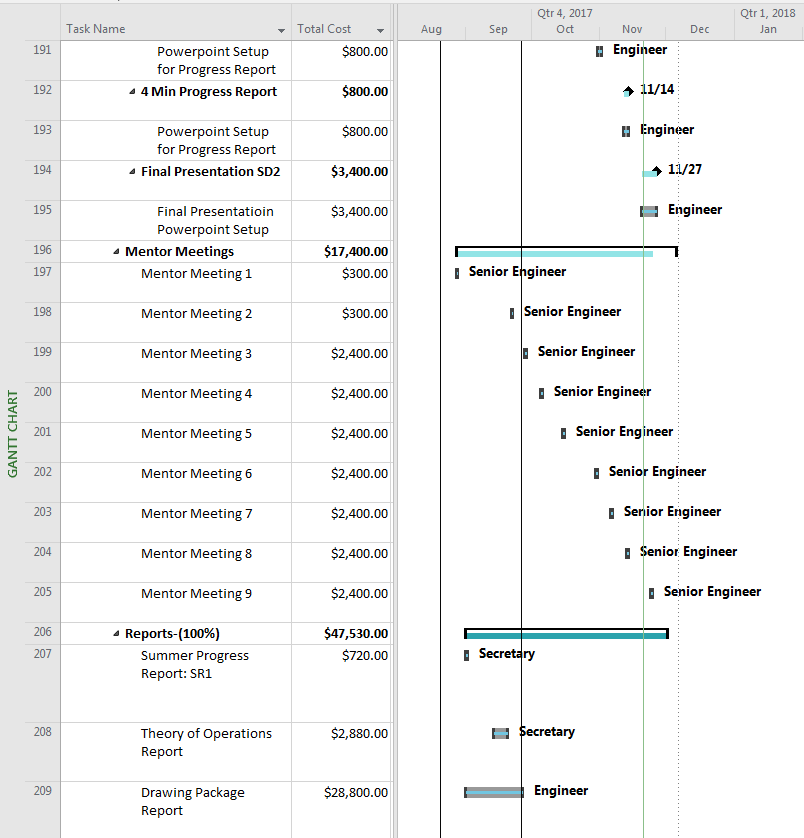 Qtr 4, 2017 Qtr 1, 2018
Task Name Total Cost Aug Sep Oct Nov Dec Jan
191 Powerpoint Setup $800.00 Engineer
for Progress Report
192 4 Min Progress Report $800.00 11/14
193 Powerpoint Setup $800.00 Engineer
for Progress Report
194 Final Presentation SD2 $3,400.00 11/27
195 Final Presentatioin $3,400.00 Engineer
Powerpoint Setup
196 Mentor Meetings $17,400.00
197 Mentor Meeting 1 $300.00 Senior Engineer
198 Mentor Meeting 2 $300.00 Senior Engineer
199 Mentor Meeting 3 $2,400.00 Senior Engineer
200 Mentor Meeting 4 $2,400.00 Senior Engineer
201 Mentor Meeting 5 $2,400.00 Senior Engineer
202 Mentor Meeting 6 $2,400.00 Senior Engineer
203 Mentor Meeting 7 $2,400.00 Senior Engineer
204 Mentor Meeting 8 $2,400.00 Senior Engineer
205 Mentor Meeting 9 $2,400.00 Senior Engineer
206 Reports-(100%) $47,530.00
207 Summer Progress $720.00 Secretary
Report: SR1
208 Theory of Operations $2,880.00 Secretary
Report
209 Drawing Package $28,800.00 Engineer
Report
GANTT CHART